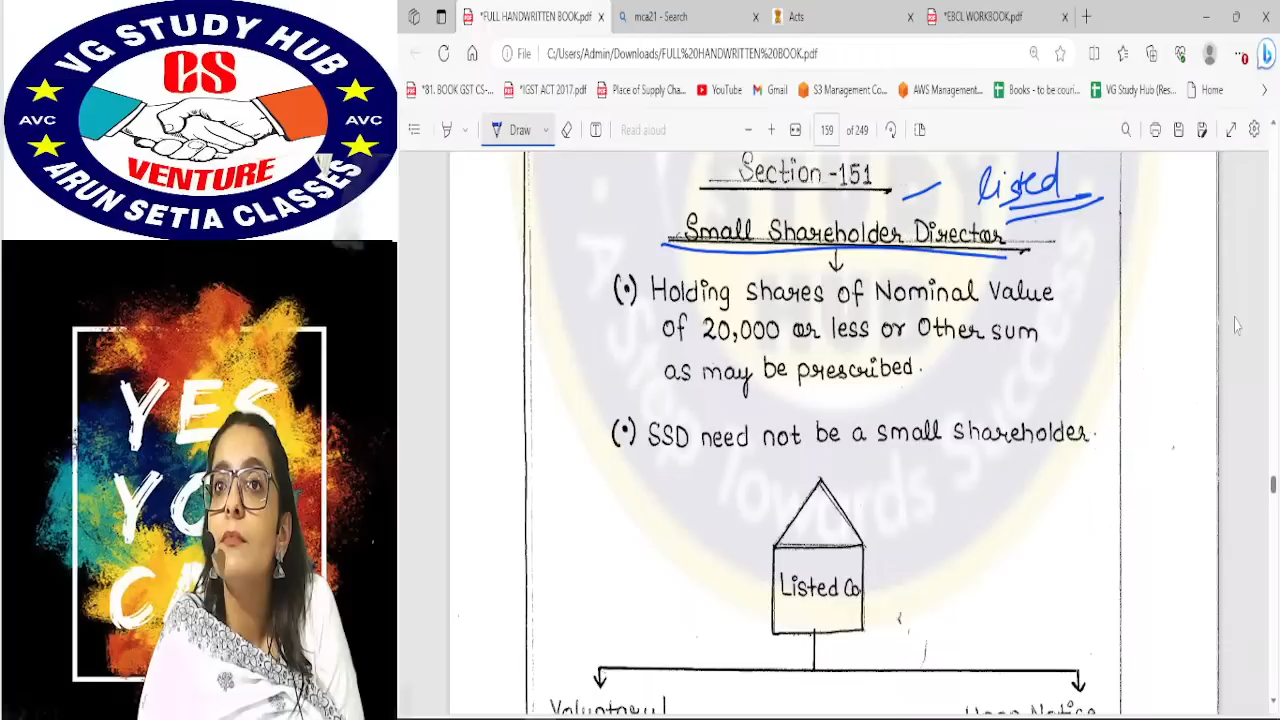 VG STUDY HUB
CS
AVC
AVC
VENTURE
ARUN SETIA CLASSES
YES
*FULL HANDWRITTEN BOOK.pdf
mca21 - Search
Acts
*EBCL WORKBOOK.pdf
File
C:/Users/Admin/Downloads/FULL%20HANDWRITTEN%20BOOK.pdf
*81. BOOK GST CS-...
*IGST ACT 2017.pdf
Place of Supply Cha...
YouTube
Gmail
S3 Management Co...
AWS Management...
Books - to be couri...
VG Study Hub (Res...
Home
Draw
Read aloud
159
of 249
Section -151
listed
Small Shareholder Director
(•) Holding shares of Nominal Value
of 20,000 or less or Other sum
as may be prescribed.
(•) SSD need not be a small shareholder.
Listed Co.
Voluntary